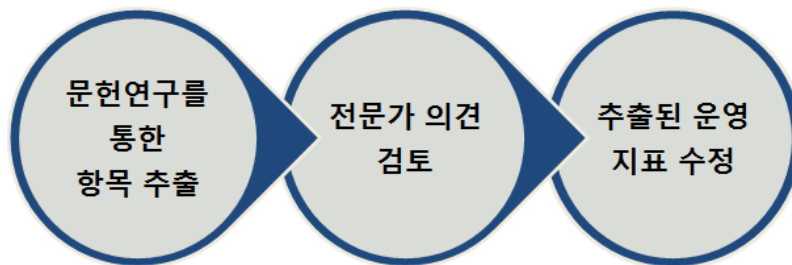 문헌연구를
통한
항목 추출
전문가 의견
검토
추출된 운영
지표 수정